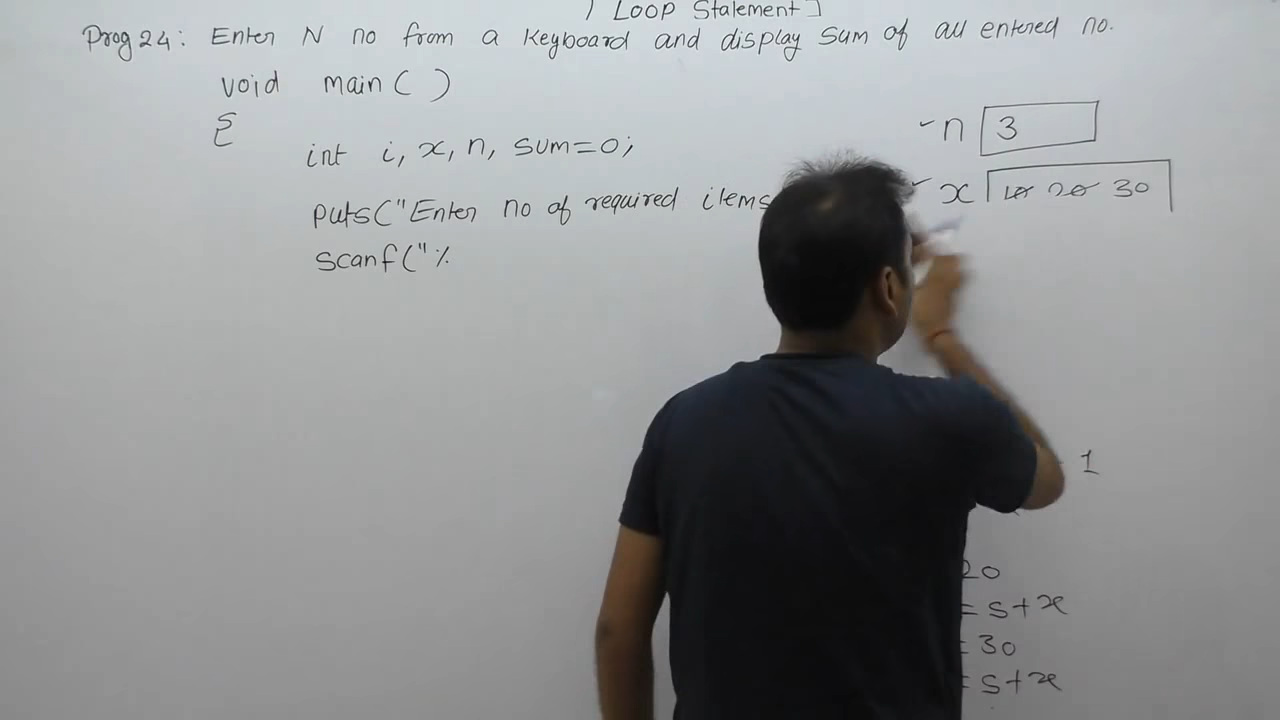 Loop Statement]
Prog 24: Enter N no from a keyboard and display sum of all entered no.
void main( )
{
int i, x, n, sum=0;
puts("Enter no of required items
scanf("%
n 3
x 10 20 30
1
20
= s+x
= 30
= s+x